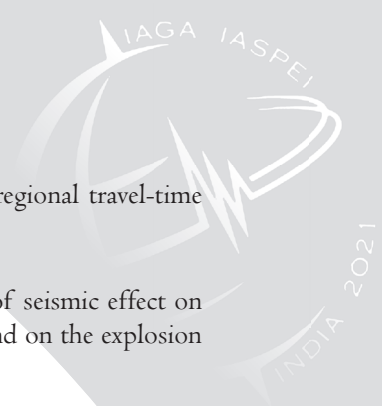 IAGA IASPEI
regional travel-time
of seismic effect on
nd on the explosion
INDIA 2021